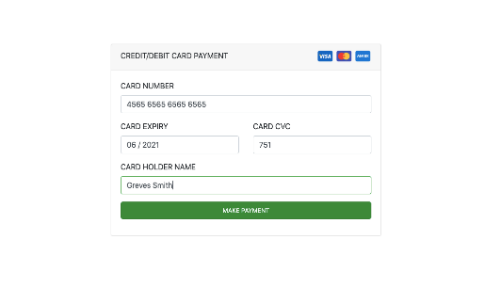 CREDIT/DEBIT CARD PAYMENT VISA
CARD NUMBER
4565 6565 6565 6565
CARD EXPIRY CARD CVC
06 / 2021 751
CARD HOLDER NAME
Greves Smith
MAKE PAYMENT